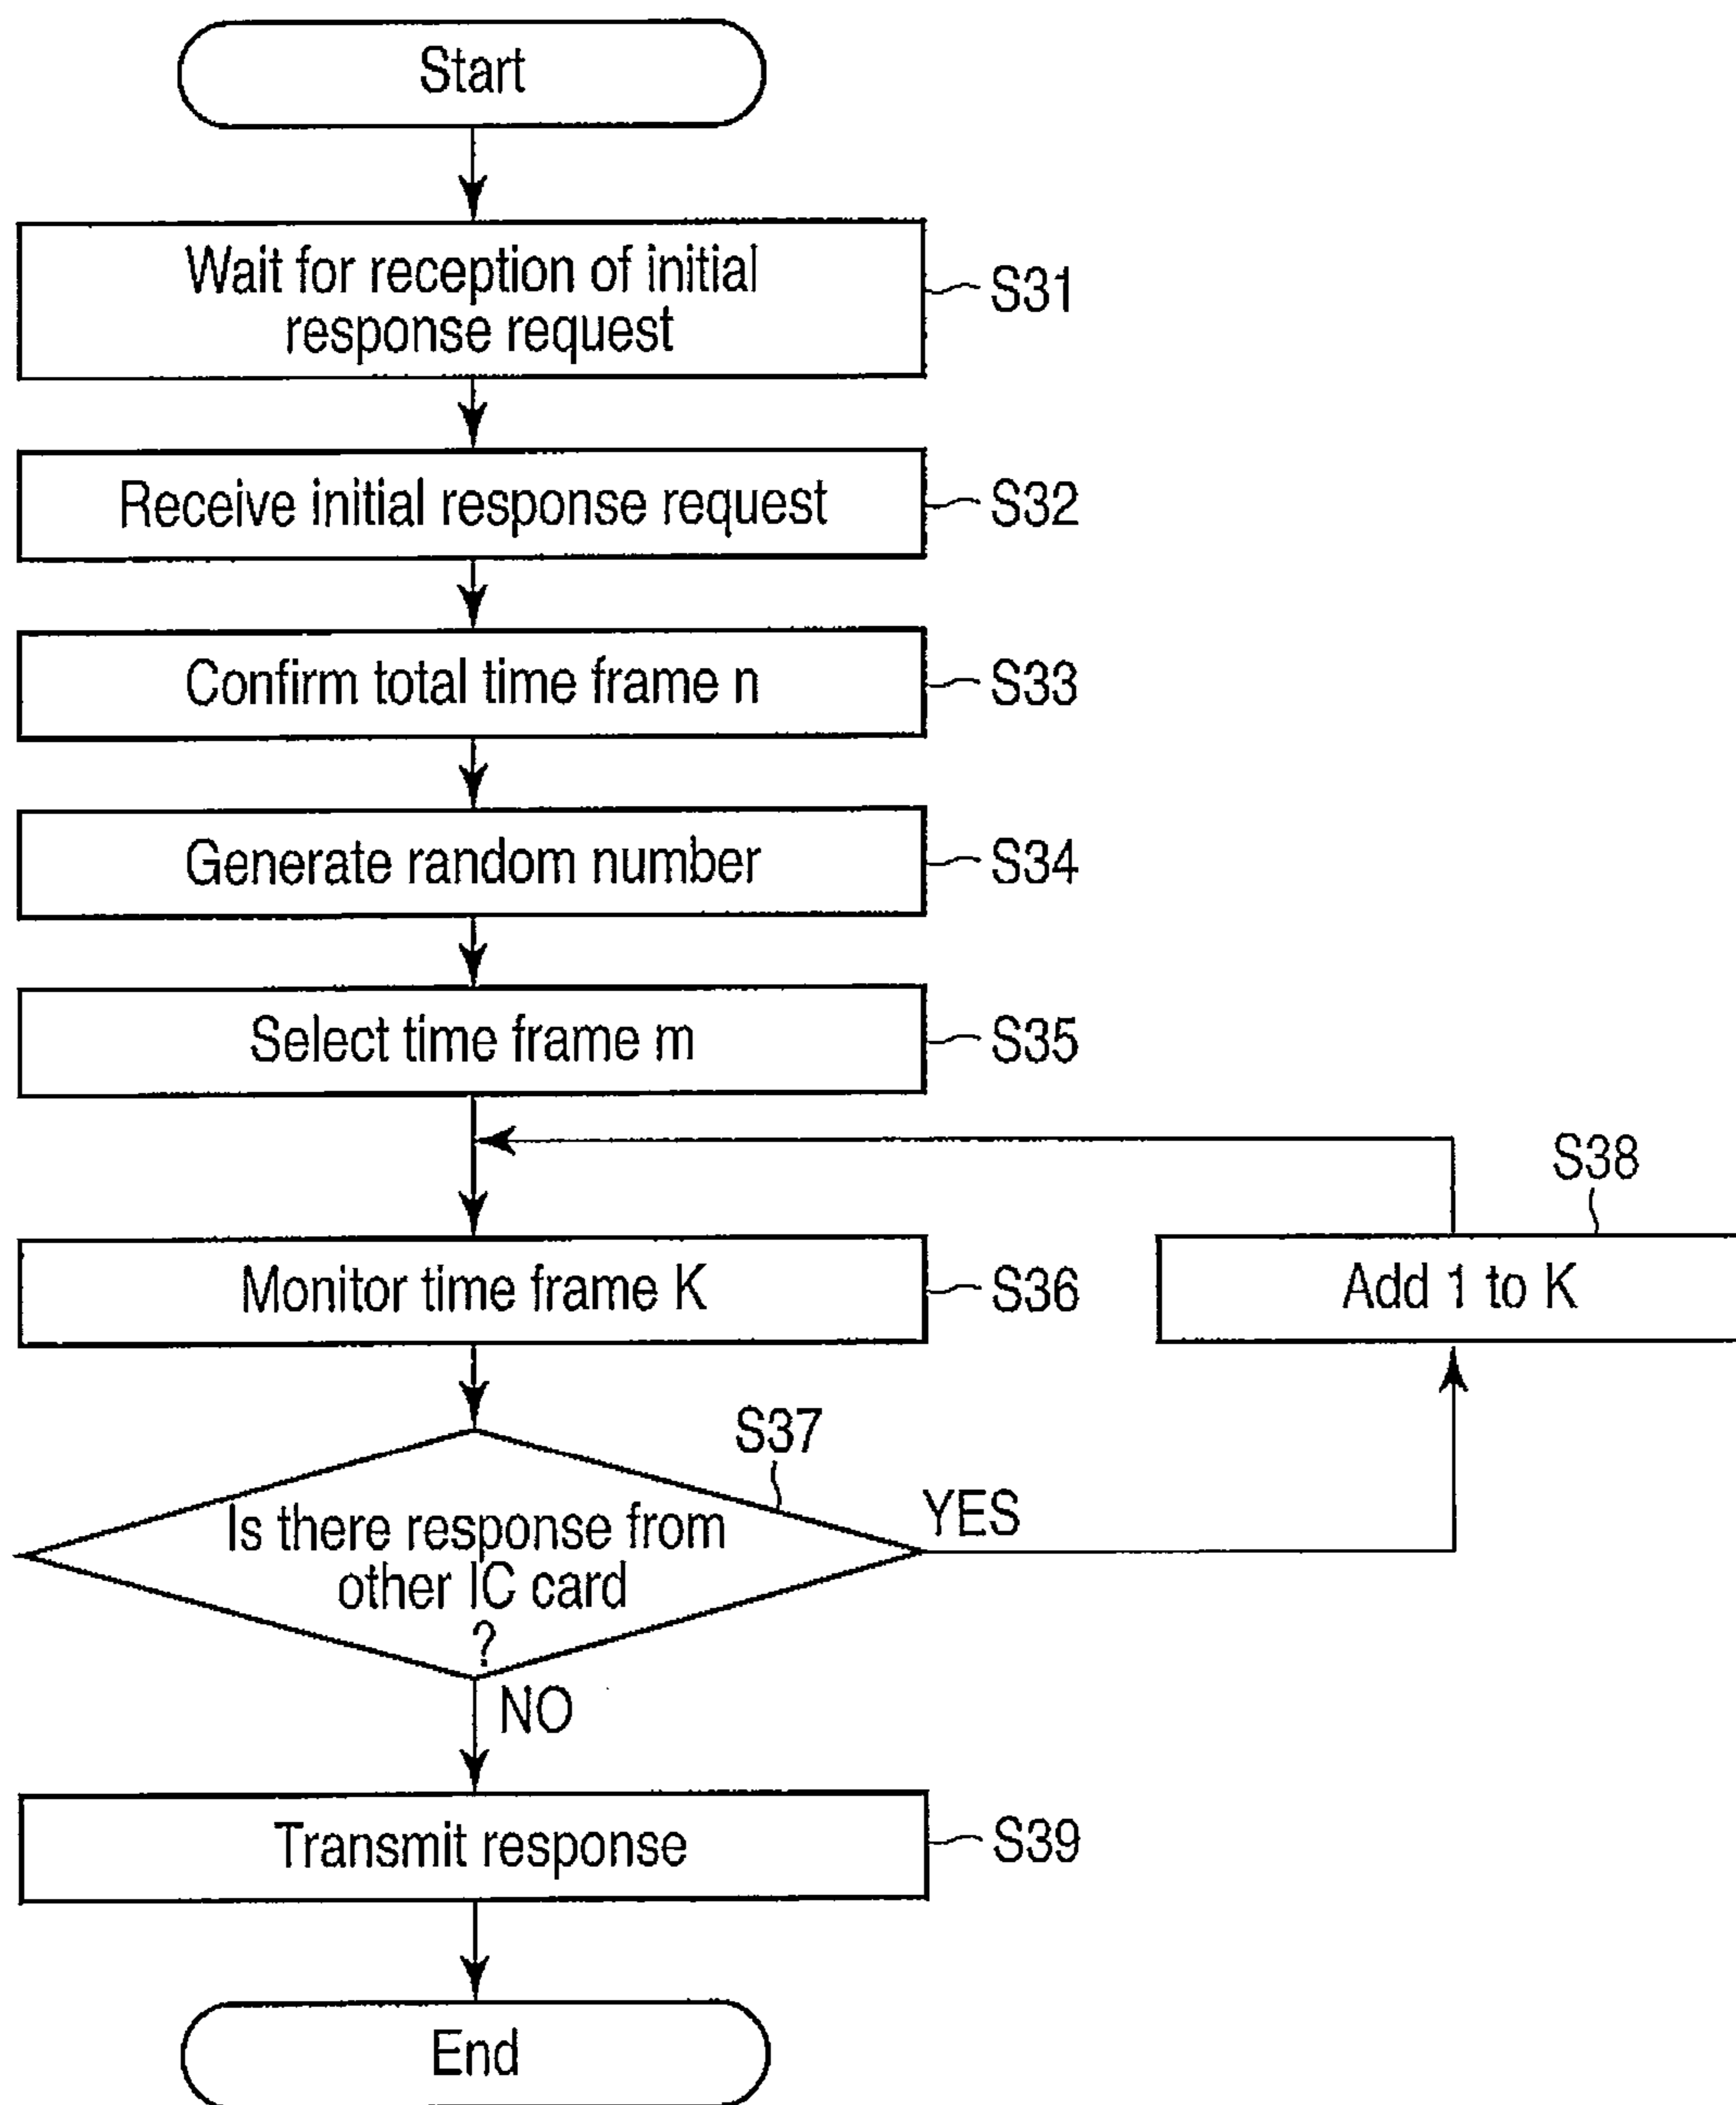 Start
Wait for reception of initial
response request
S31
Receive initial response request
S32
Confirm total time frame n
S33
Generate random number
S34
Select time frame m
S35
S38
Monitor time frame K
S36
Add 1 to K
S37
Is there response from
other IC card
?
YES
NO
Transmit response
S39
End